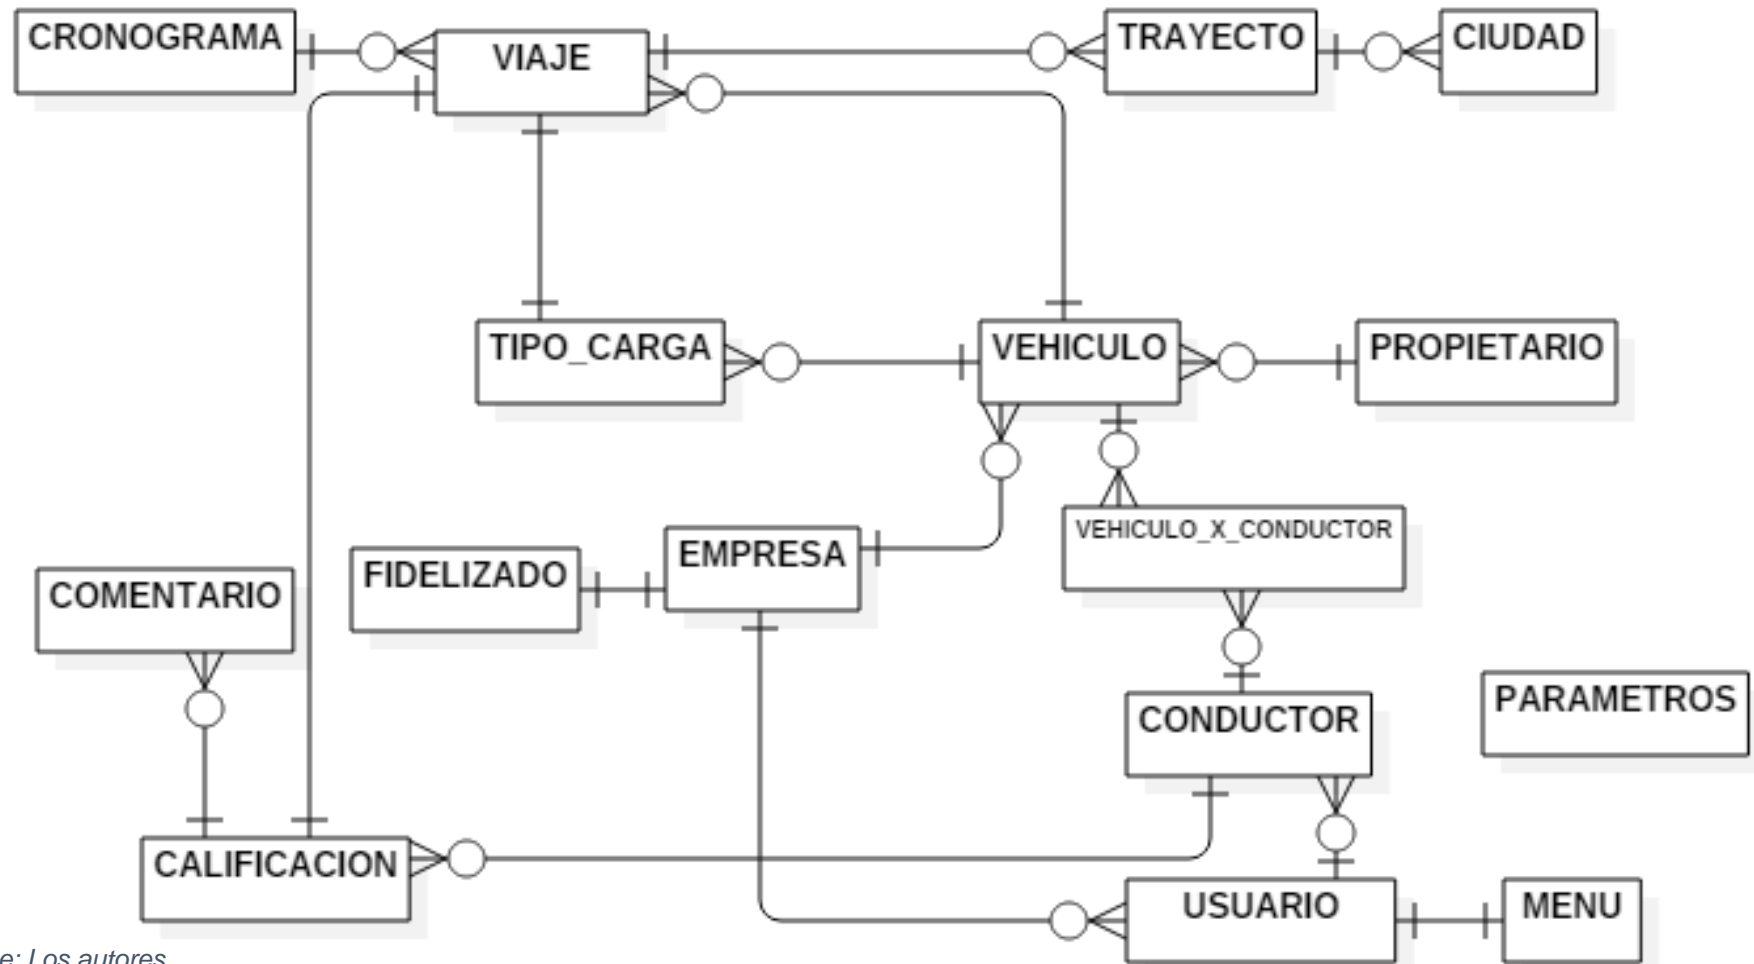 CRONOGRAMA
VIAJE
TRAYECTO
CIUDAD
TIPO_CARGA
VEHICULO
PROPIETARIO
VEHICULO_X_CONDUCTOR
EMPRESA
FIDELIZADO
COMENTARIO
CONDUCTOR
PARAMETROS
CALIFICACION
USUARIO
MENU
e: Los autores